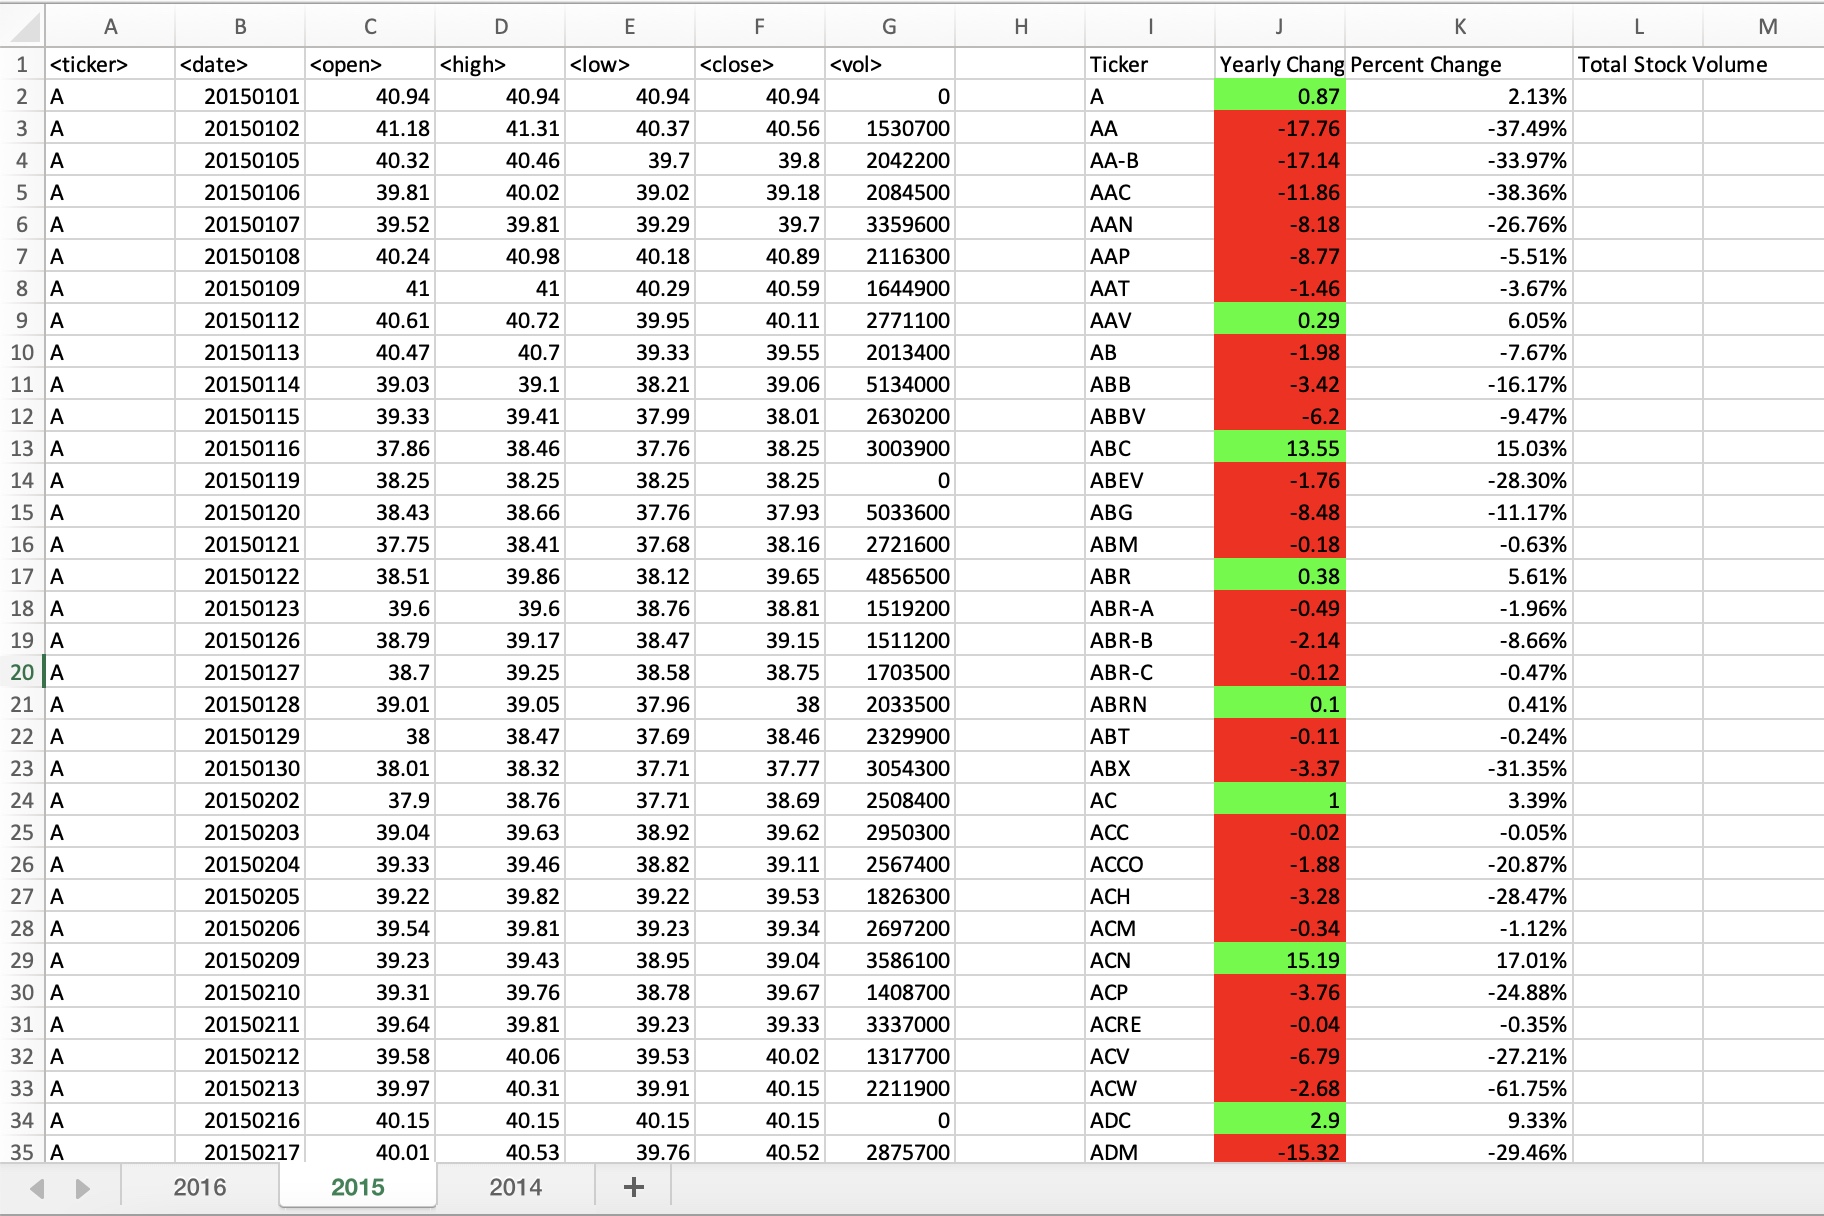 A B C D E F G H I J K L M
1 <ticker> <date> <open> <high> <low> <close> <vol> Ticker Yearly Chang Percent Change Total Stock Volume
2 A 20150101 40.94 40.94 40.94 40.94 0 A 0.87 2.13%
3 A 20150102 41.18 41.31 40.37 40.56 1530700 AA -17.76 -37.49%
4 A 20150105 40.32 40.46 39.7 39.8 2042200 AA-B -17.14 -33.97%
5 A 20150106 39.81 40.02 39.02 39.18 2084500 AAC -11.86 -38.36%
6 A 20150107 39.52 39.81 39.29 39.7 3359600 AAN -8.18 -26.76%
7 A 20150108 40.24 40.98 40.18 40.89 2116300 AAP -8.77 -5.51%
8 A 20150109 41 41 40.29 40.59 1644900 AAT -1.46 -3.67%
9 A 20150112 40.61 40.72 39.95 40.11 2771100 AAV 0.29 6.05%
10 A 20150113 40.47 40.7 39.33 39.55 2013400 AB -1.98 -7.67%
11 A 20150114 39.03 39.1 38.21 39.06 5134000 ABB -3.42 -16.17%
12 A 20150115 39.33 39.41 37.99 38.01 2630200 ABBV -6.2 -9.47%
13 A 20150116 37.86 38.46 37.76 38.25 3003900 ABC 13.55 15.03%
14 A 20150119 38.25 38.25 38.25 38.25 0 ABEV -1.76 -28.30%
15 A 20150120 38.43 38.66 37.76 37.93 5033600 ABG -8.48 -11.17%
16 A 20150121 37.75 38.41 37.68 38.16 2721600 ABM -0.18 -0.63%
17 A 20150122 38.51 39.86 38.12 39.65 4856500 ABR 0.38 5.61%
18 A 20150123 39.6 39.6 38.76 38.81 1519200 ABR-A -0.49 -1.96%
19 A 20150126 38.79 39.17 38.47 39.15 1511200 ABR-B -2.14 -8.66%
20 A 20150127 38.7 39.25 38.58 38.75 1703500 ABR-C -0.12 -0.47%
21 A 20150128 39.01 39.05 37.96 38 2033500 ABRN 0.1 0.41%
22 A 20150129 38 38.47 37.69 38.46 2329900 ABT -0.11 -0.24%
23 A 20150130 38.01 38.32 37.71 37.77 3054300 ABX -3.37 -31.35%
24 A 20150202 37.9 38.76 37.71 38.69 2508400 AC 1 3.39%
25 A 20150203 39.04 39.63 38.92 39.62 2950300 ACC -0.02 -0.05%
26 A 20150204 39.33 39.46 38.82 39.11 2567400 ACCO -1.88 -20.87%
27 A 20150205 39.22 39.82 39.22 39.53 1826300 ACH -3.28 -28.47%
28 A 20150206 39.54 39.81 39.23 39.34 2697200 ACM -0.34 -1.12%
29 A 20150209 39.23 39.43 38.95 39.04 3586100 ACN 15.19 17.01%
30 A 20150210 39.31 39.76 38.78 39.67 1408700 ACP -3.76 -24.88%
31 A 20150211 39.64 39.81 39.23 39.33 3337000 ACRE -0.04 -0.35%
32 A 20150212 39.58 40.06 39.53 40.02 1317700 ACV -6.79 -27.21%
33 A 20150213 39.97 40.31 39.91 40.15 2211900 ACW -2.68 -61.75%
34 A 20150216 40.15 40.15 40.15 40.15 0 ADC 2.9 9.33%
35 A 20150217 40.01 40.53 39.76 40.52 2875700 ADM -15.32 -29.46%
2016 2015 2014 +